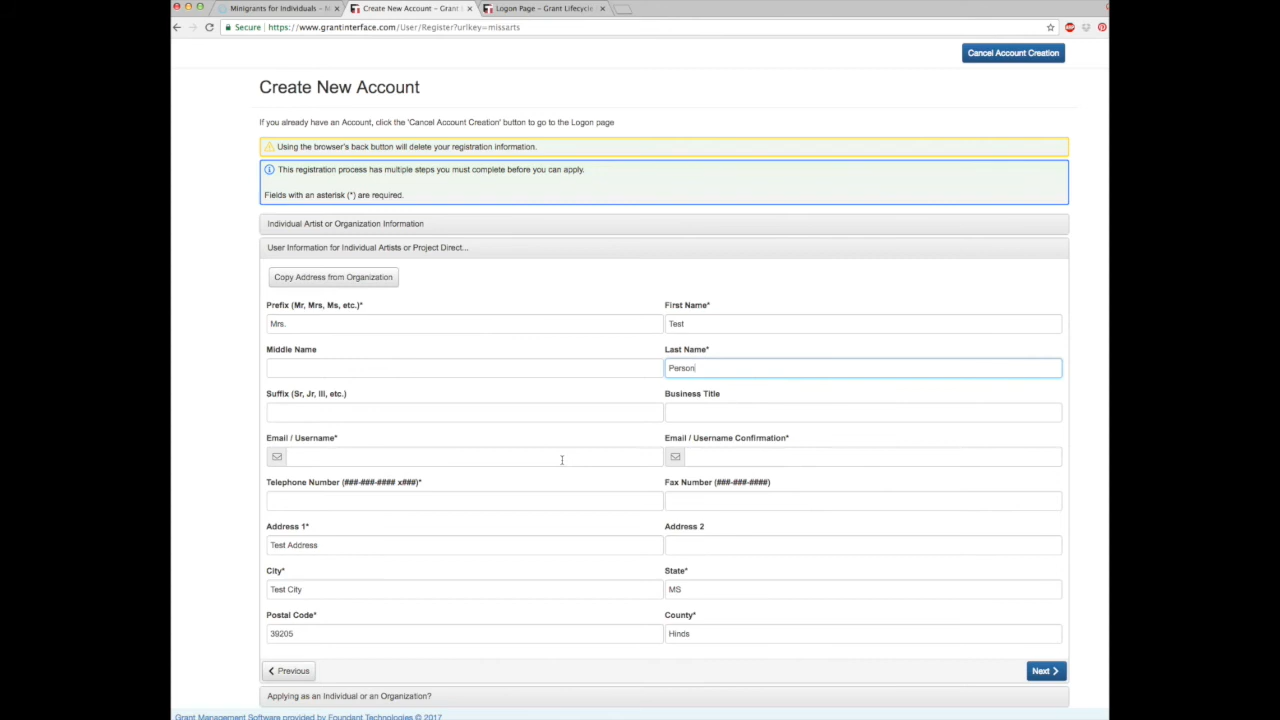 Minigrants for Individuals - M
Create New Account – Grant L
Logon Page – Grant Lifecycle
Secure
https://www.grantinterface.com/User/Register?urlkey=missarts
Cancel Account Creation
Create New Account
If you already have an Account, click the 'Cancel Account Creation' button to go to the Logon page
Using the browser's back button will delete your registration information.
This registration process has multiple steps you must complete before you can apply.
Fields with an asterisk (*) are required.
Individual Artist or Organization Information
User Information for Individual Artists or Project Direct...
Copy Address from Organization
Prefix (Mr, Mrs, Ms, etc.)*
First Name*
Mrs.
Test
Middle Name
Last Name*
Person
Suffix (Sr, Jr, III, etc.)
Business Title
Email / Username*
Email / Username Confirmation*
Telephone Number (###-###-#### x###)*
Fax Number (###-###-####)
Address 1*
Address 2
Test Address
City*
State*
Test City
MS
Postal Code*
County*
39205
Hinds
Previous
Next
Applying as an Individual or an Organization?
Grant Management Software provided by Foundant Technologies © 2017